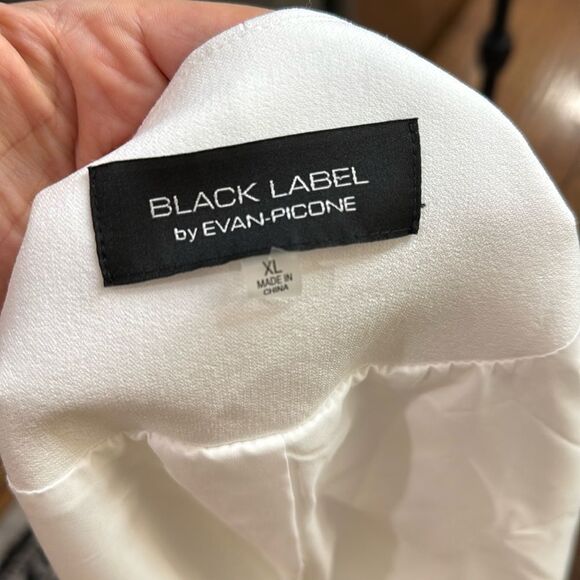 BLACK LABEL
by EVAN-PICONE
XL
MADE IN
CHINA